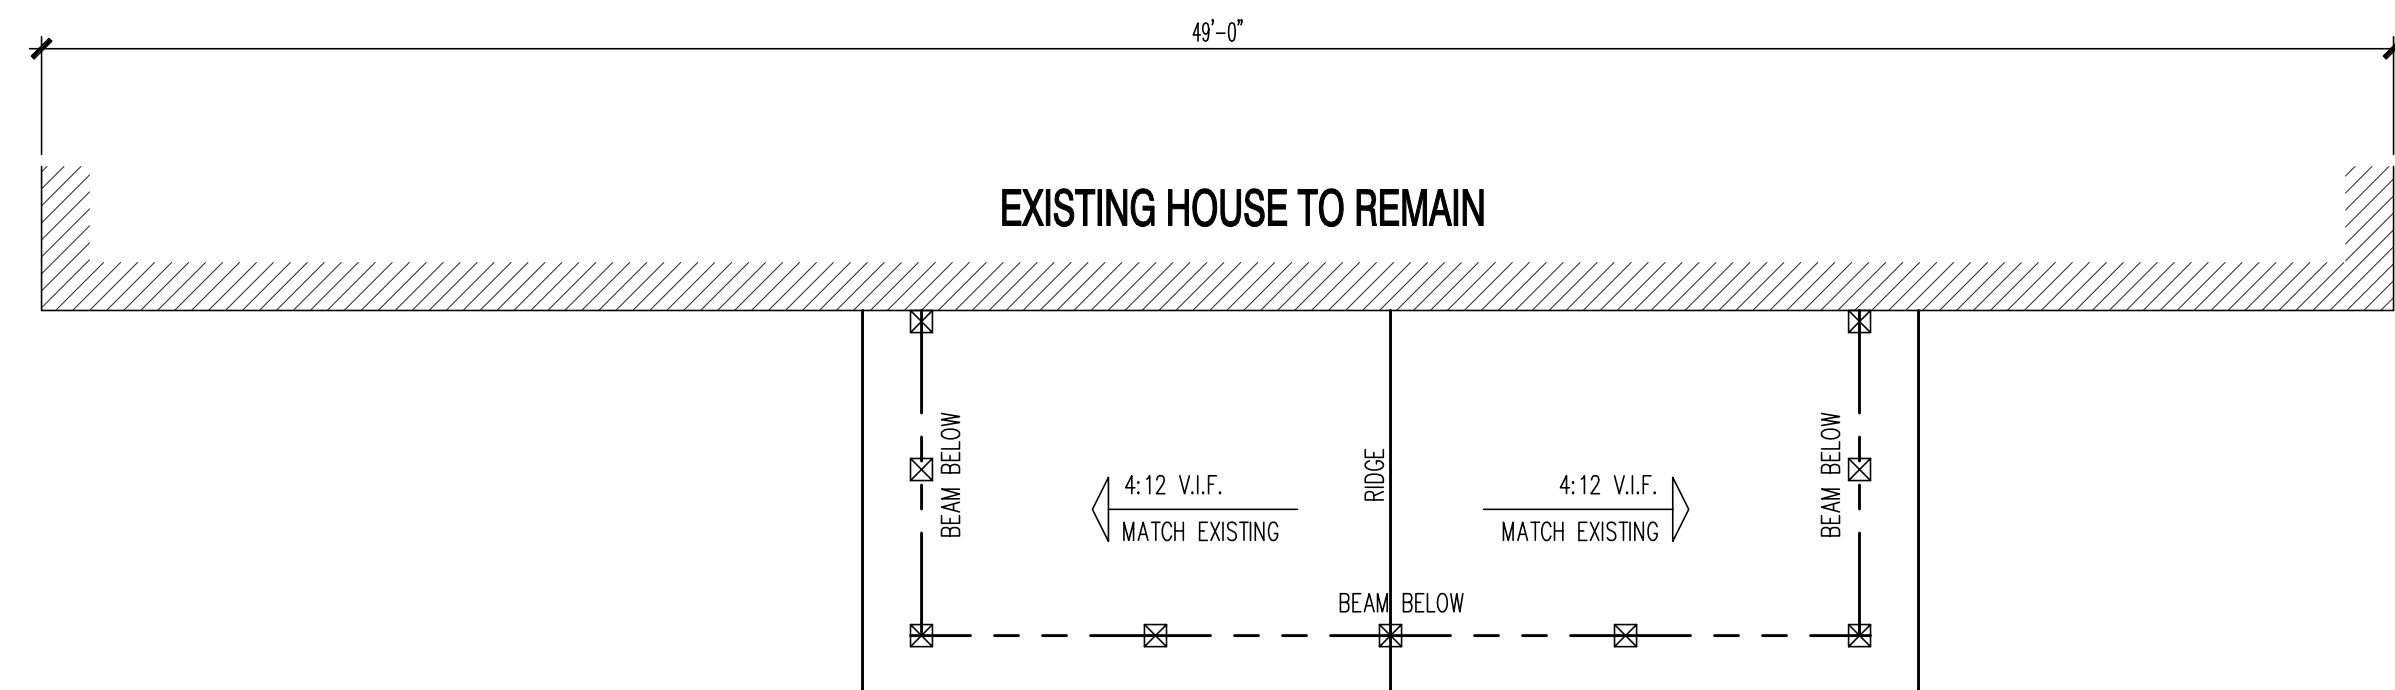 49'-0"
EXISTING HOUSE TO REMAIN
BEAM BELOW
4:12 V.I.F.
MATCH EXISTING
RIDGE
4:12 V.I.F.
MATCH EXISTING
BEAM BELOW
BEAM BELOW